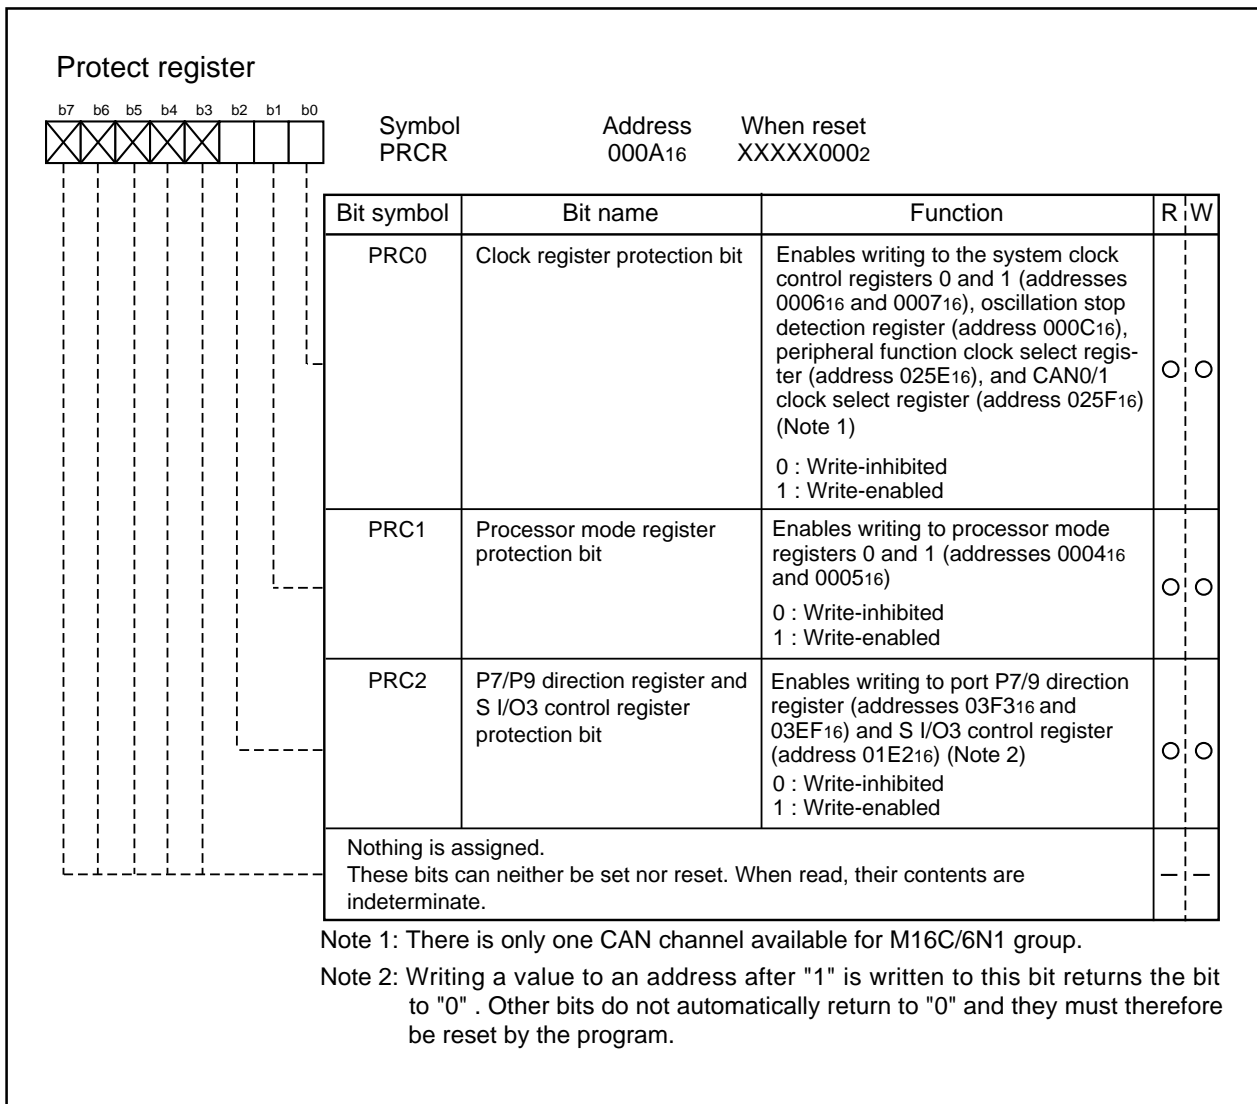 Protect register
b7 b6 b5 b4 b3 b2 b1 b0
Symbol Address When reset
PRCR 000A16 XXXXX0002
Bit symbol Bit name Function R W
PRC0 Clock register protection bit Enables writing to the system clock
control registers 0 and 1 (addresses
000616 and 000716), oscillation stop
detection register (address 000C16),
peripheral function clock select regis-
ter (address 025E16), and CAN0/1
clock select register (address 025F16)
(Note 1)
0 : Write-inhibited
1 : Write-enabled
PRC1 Processor mode register Enables writing to processor mode
protection bit registers 0 and 1 (addresses 000416
and 000516)
0 : Write-inhibited
1 : Write-enabled
PRC2 P7/P9 direction register and Enables writing to port P7/9 direction
S I/O3 control register register (addresses 03F316 and
protection bit 03EF16) and S I/O3 control register
(address 01E216) (Note 2)
0 : Write-inhibited
1 : Write-enabled
Nothing is assigned.
These bits can neither be set nor reset. When read, their contents are
indeterminate.
Note 1: There is only one CAN channel available for M16C/6N1 group.
Note 2: Writing a value to an address after "1" is written to this bit returns the bit
to "0" . Other bits do not automatically return to "0" and they must therefore
be reset by the program.